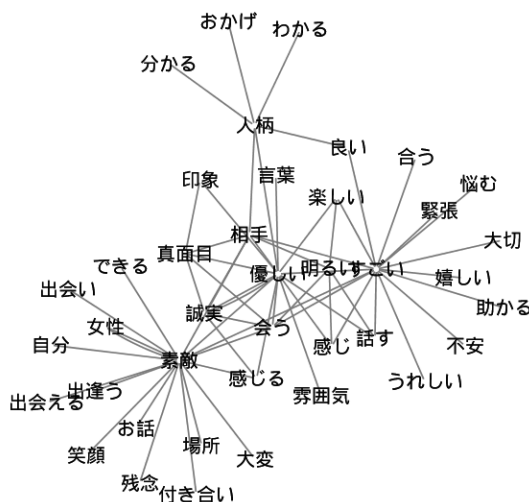 おかげ
わかる
分かる
人柄
良い
合う
印象
言葉
楽しい
悩む
緊張
相手
大切
真面目
できる
優しい
明るい
すごい
嬉しい
出会い
助かる
誠実
女性
会う
自分
感じ
話す
不安
素敵
感じる
うれしい
出逢う
雰囲気
出会える
お話
場所
笑顔
大変
残念
付き合い